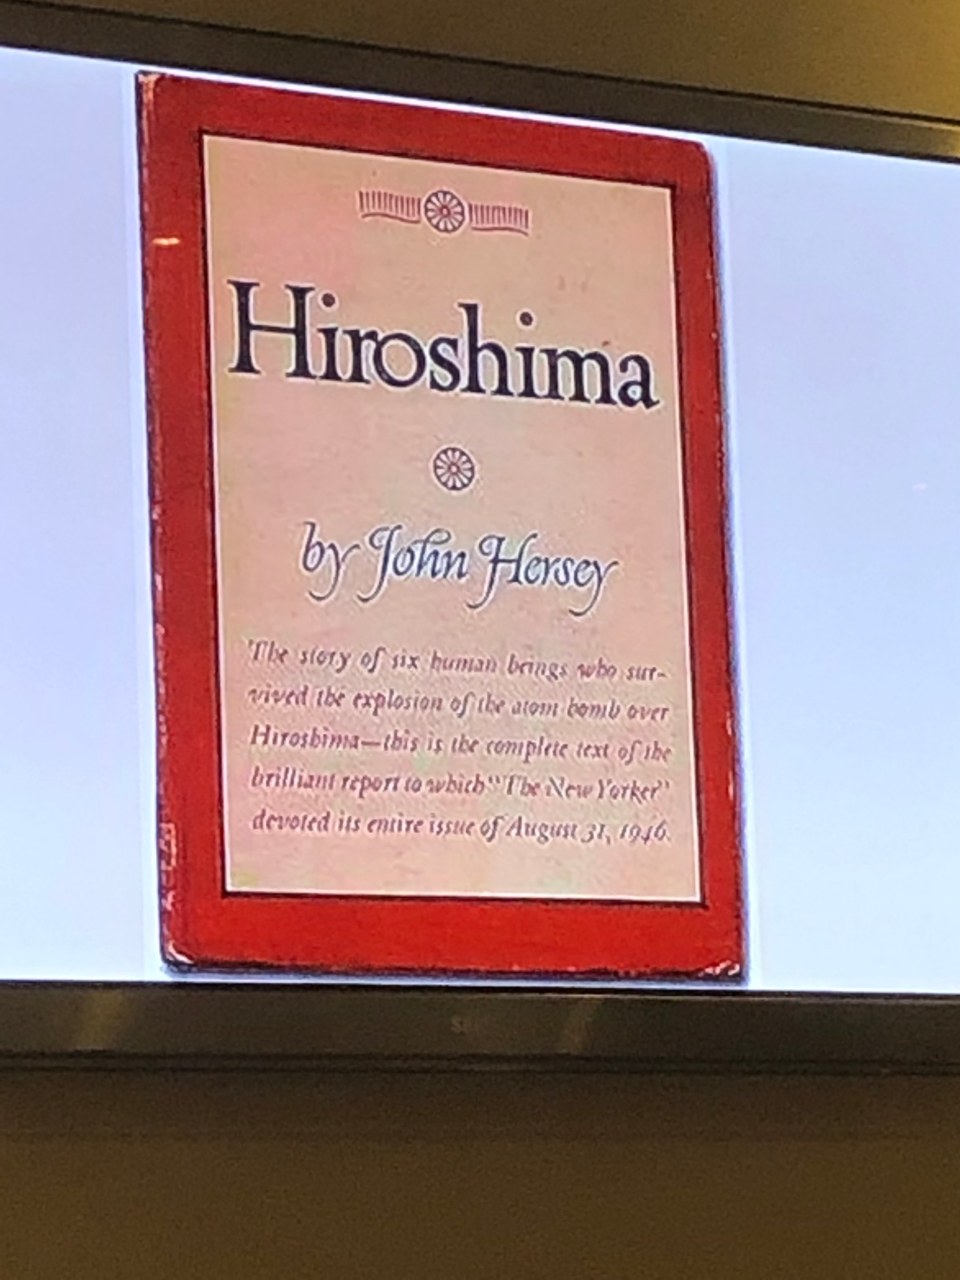 Hiroshima
by John Hersey
The story of six human beings who sur-
vived the explosion of the atom bomb over
Hiroshima—this is the complete text of the
brilliant report to which "The New Yorker"
devoted its entire issue of August 31, 1946.